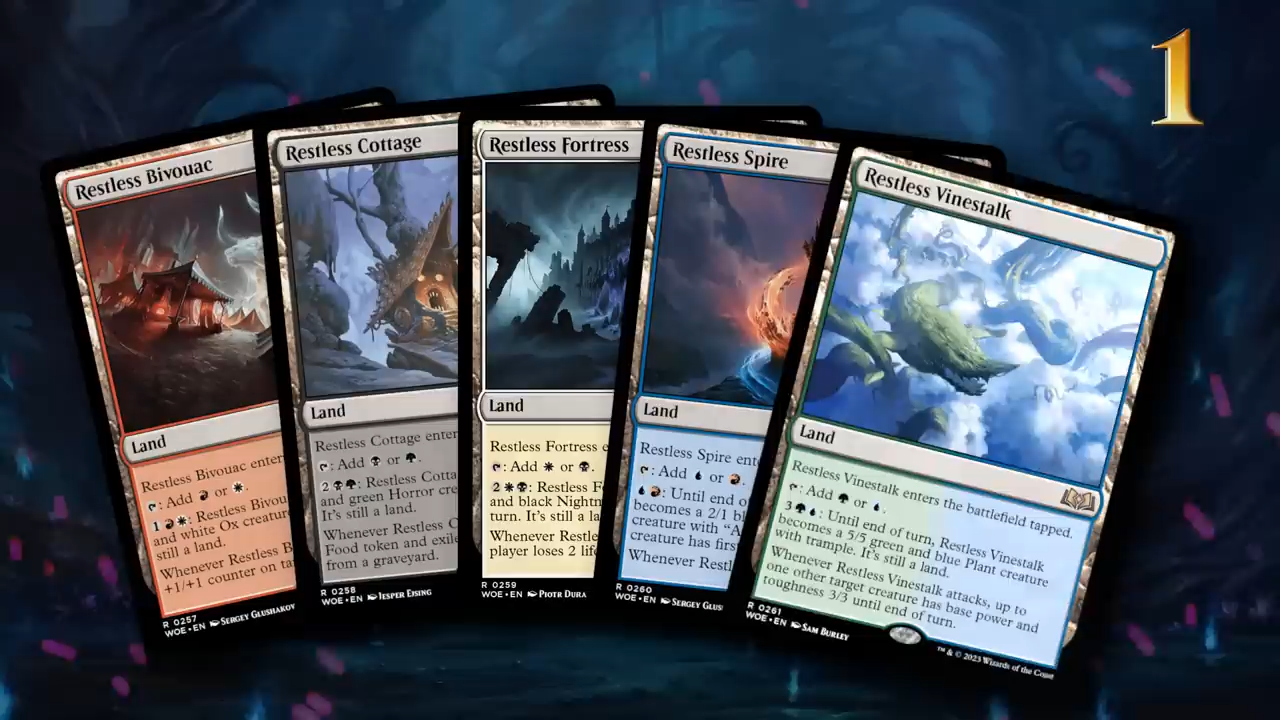 1
Restless Bivouac
Land
Restless Bivouac enter
: Add or .
1 : Restless Bivou
and white Ox creature
still a land.
Whenever Restless B
+1/+1 counter on ta
R 0257
WOE • EN SERGEY GLUSHAKOV
Restless Cottage
Land
Restless Cottage enter
: Add or .
2 : Restless Cotta
and green Horror cre
It's still a land.
Whenever Restless C
Food token and exile
from a graveyard.
R 0258
WOE • EN JESPER EISING
Restless Fortress
Land
Restless Fortress e
: Add or .
2 : Restless F
and black Nightm
turn. It's still a la
Whenever Restle
player loses 2 life
R 0259
WOE • EN PIOTR DURA
Restless Spire
Land
Restless Spire ent
: Add or .
: Until end o
becomes a 2/1 bl
creature with "A
creature has first
Whenever Restl
R 0260
WOE • EN SERGEY GLUS
Restless Vinestalk
Land
Restless Vinestalk enters the battlefield tapped.
: Add or .
3 : Until end of turn, Restless Vinestalk
becomes a 5/5 green and blue Plant creature
with trample. It's still a land.
Whenever Restless Vinestalk attacks, up to
one other target creature has base power and
toughness 3/3 until end of turn.
R 0261
WOE • EN SAM BURLEY
™ & © 2023 Wizards of the Coast